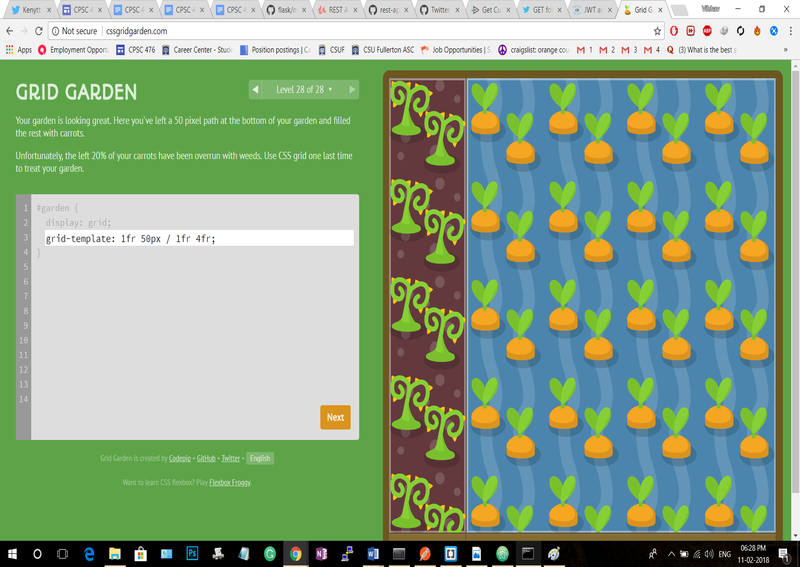 Kenytt
CPSC 4
CPSC 4
CPSC 4
CPSC 4
flask/e
REST A
rest-ap
Twitter
Get Cu
GET fo
JWT au
Grid G
Vibhav
Not secure | cssgridgarden.com
Apps
Employment Opport
CPSC 476
Career Center - Stude
Position postings | Ca
CSUF
CSU Fullerton ASC
Job Opportunities | S
craigslist: orange cou
1
2
3
4
(3) What is the best a
GRID GARDEN
Level 28 of 28
Your garden is looking great. Here you've left a 50 pixel path at the bottom of your garden and filled
the rest with carrots.
Unfortunately, the left 20% of your carrots have been overrun with weeds. Use CSS grid one last time
to treat your garden.
1 #garden {
2 display: grid;
3 grid-template: 1fr 50px / 1fr 4fr;
4 }
5
6
7
8
9
10
11
12
13
14
Next
Grid Garden is created by Codepip • GitHub • Twitter • English
Want to learn CSS flexbox? Play Flexbox Froggy.
ENG
06:28 PM
11-02-2018